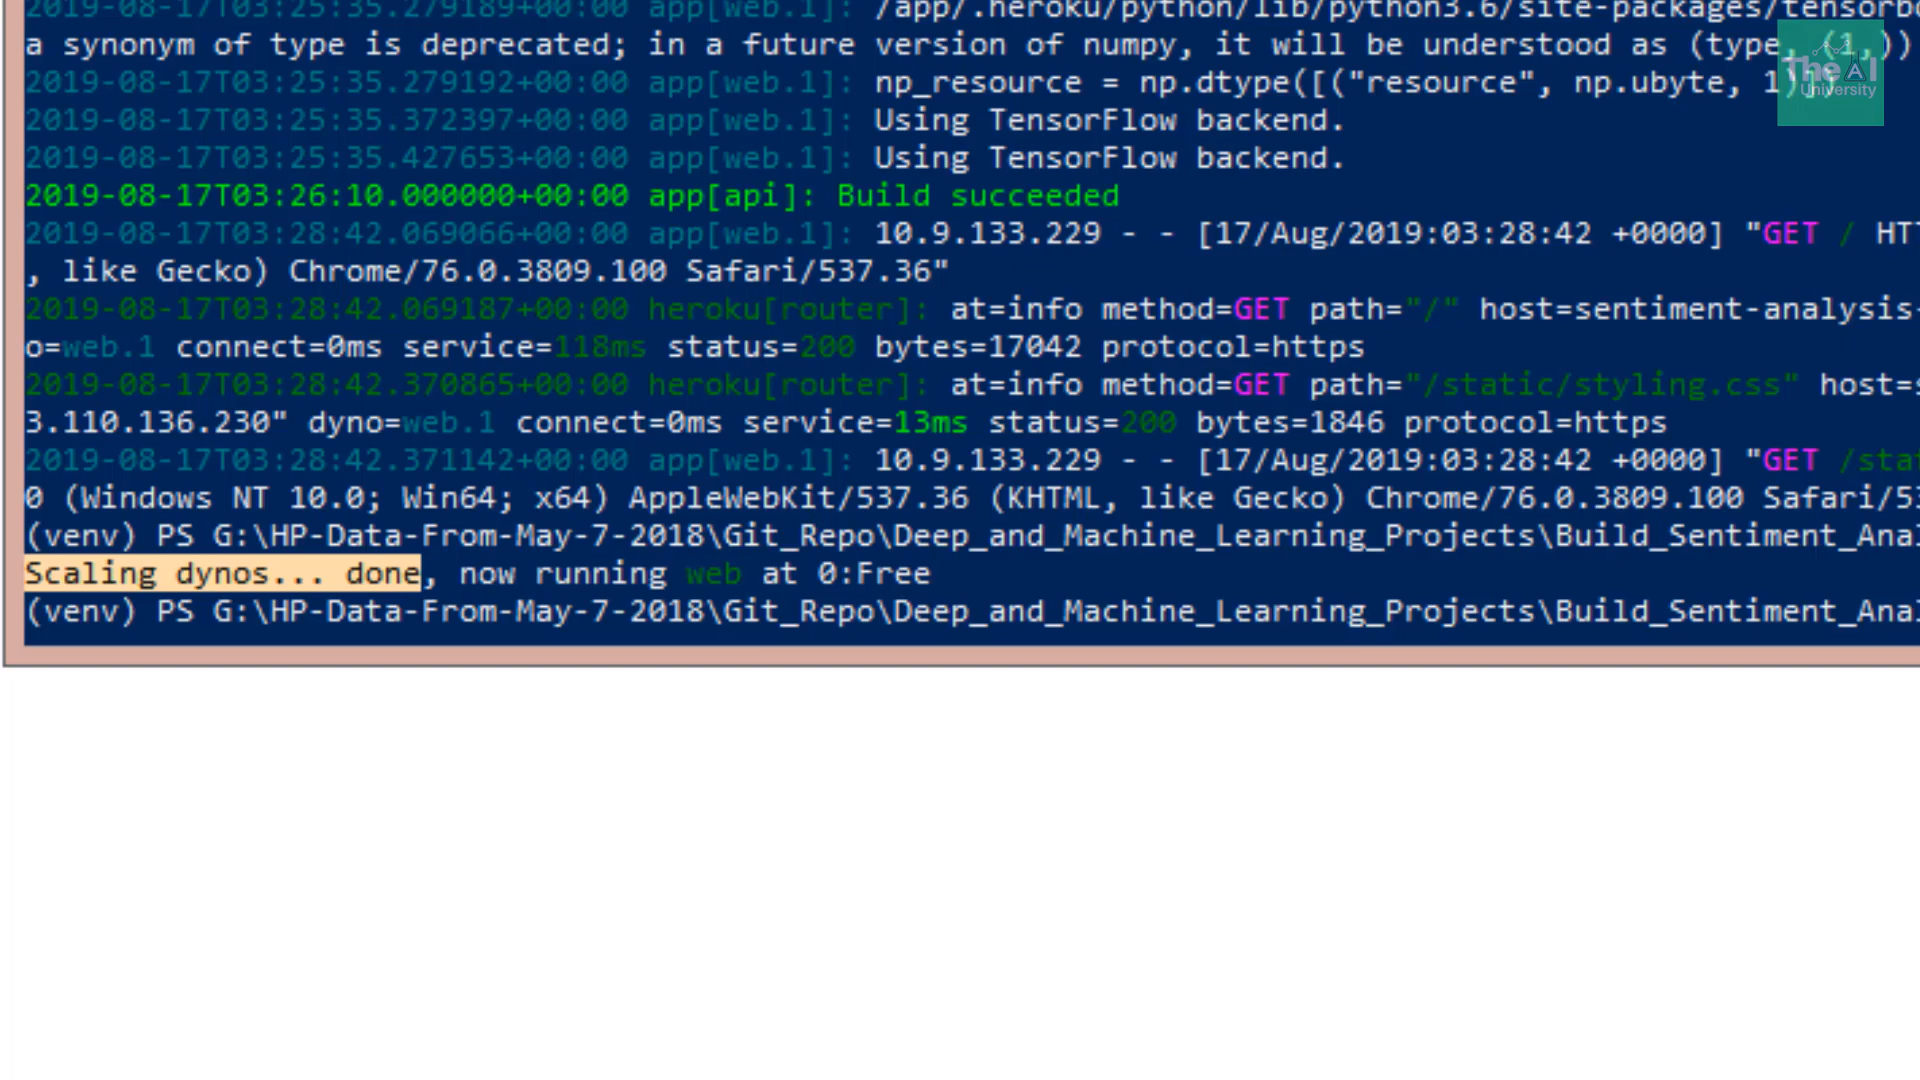 2019-08-17T03:25:35.279189+00:00 app[web.1]: /app/.heroku/python/lib/python3.6/site-packages/tensorbo
a synonym of type is deprecated; in a future version of numpy, it will be understood as (type, (1,))
2019-08-17T03:25:35.279192+00:00 app[web.1]: np_resource = np.dtype([("resource", np.ubyte, 1)])
The AI
University
2019-08-17T03:25:35.372397+00:00 app[web.1]: Using TensorFlow backend.
2019-08-17T03:25:35.427653+00:00 app[web.1]: Using TensorFlow backend.
2019-08-17T03:26:10.000000+00:00 app[api]: Build succeeded
2019-08-17T03:28:42.069066+00:00 app[web.1]: 10.9.133.229 - - [17/Aug/2019:03:28:42 +0000] "GET / HTT
, like Gecko) Chrome/76.0.3809.100 Safari/537.36"
2019-08-17T03:28:42.069187+00:00 heroku[router]: at=info method=GET path="/" host=sentiment-analysis-
o=web.1 connect=0ms service=118ms status=200 bytes=17042 protocol=https
2019-08-17T03:28:42.370865+00:00 heroku[router]: at=info method=GET path="/static/styling.css" host=s
3.110.136.230" dyno=web.1 connect=0ms service=13ms status=200 bytes=1846 protocol=https
2019-08-17T03:28:42.371142+00:00 app[web.1]: 10.9.133.229 - - [17/Aug/2019:03:28:42 +0000] "GET /stat
0 (Windows NT 10.0; Win64; x64) AppleWebKit/537.36 (KHTML, like Gecko) Chrome/76.0.3809.100 Safari/53
(venv) PS G:\HP-Data-From-May-7-2018\Git_Repo\Deep_and_Machine_Learning_Projects\Build_Sentiment_Anal
Scaling dynos... done, now running web at 0:Free
(venv) PS G:\HP-Data-From-May-7-2018\Git_Repo\Deep_and_Machine_Learning_Projects\Build_Sentiment_Anal